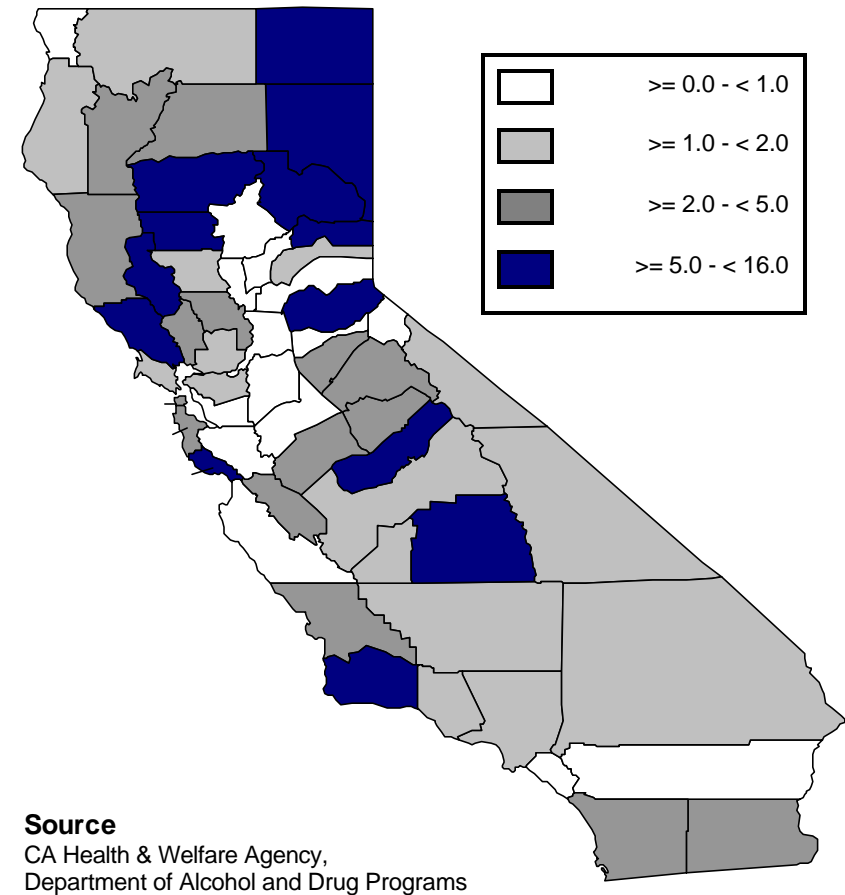 >= 0.0 - < 1.0
>= 1.0 - < 2.0
>= 2.0 - < 5.0
>= 5.0 - < 16.0
Source
CA Health & Welfare Agency,
Department of Alcohol and Drug Programs